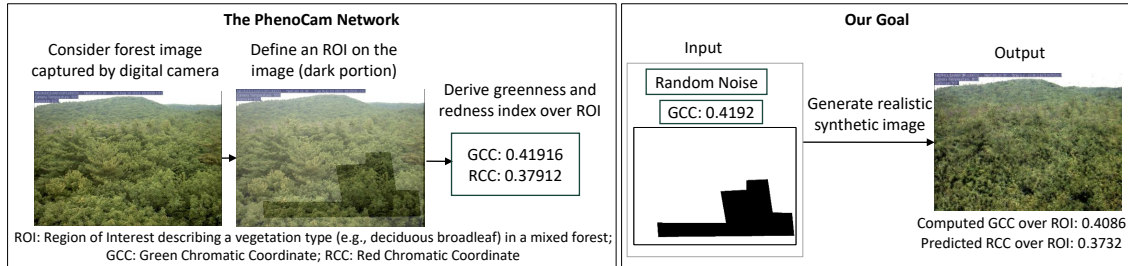 The PhenoCam Network
Consider forest image
captured by digital camera
Define an ROI on the
image (dark portion)
Derive greenness and
redness index over ROI
GCC: 0.41916
RCC: 0.37912
ROI: Region of Interest describing a vegetation type (e.g., deciduous broadleaf) in a mixed forest;
GCC: Green Chromatic Coordinate; RCC: Red Chromatic Coordinate
Our Goal
Input
Random Noise
GCC: 0.4192
Generate realistic
synthetic image
Output
Computed GCC over ROI: 0.4086
Predicted RCC over ROI: 0.3732